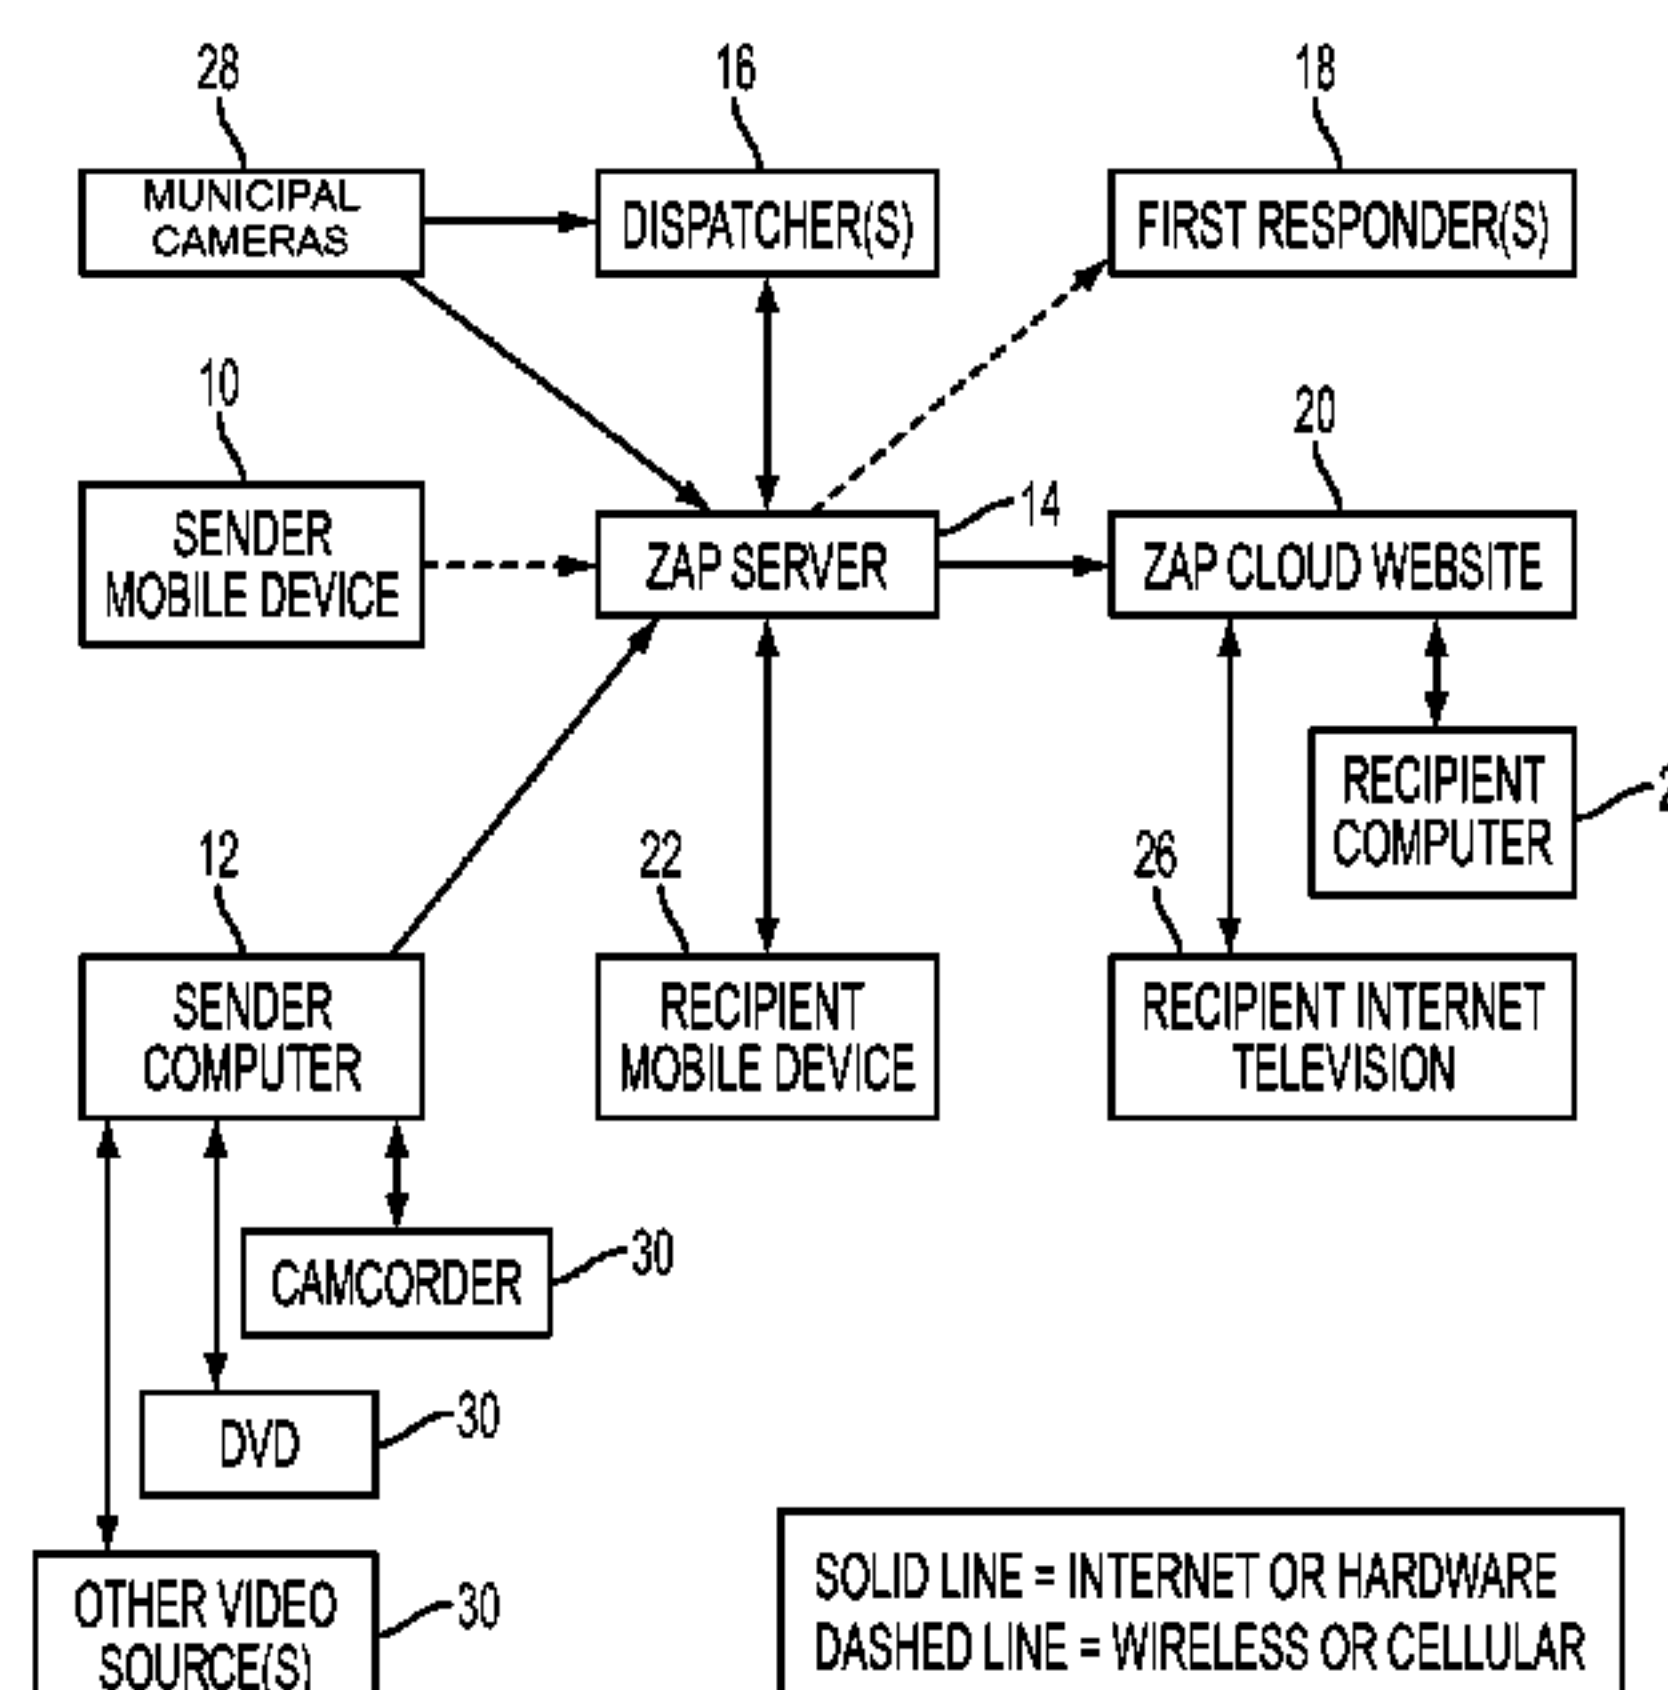 28
16
18
MUNICIPAL
CAMERAS
DISPATCHER(S)
FIRST RESPONDER(S)
10
20
14
SENDER
MOBILE DEVICE
ZAP SERVER
ZAP CLOUD WEBSITE
RECIPIENT
COMPUTER
12
22
26
SENDER
COMPUTER
RECIPIENT
MOBILE DEVICE
RECIPIENT INTERNET
TELEVISION
CAMCORDER
30
DVD
30
OTHER VIDEO
SOURCE(S)
30
SOLID LINE = INTERNET OR HARDWARE
DASHED LINE = WIRELESS OR CELLULAR